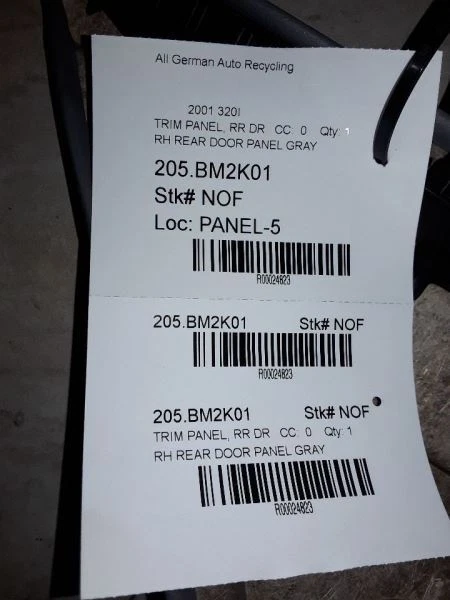 All German Auto Recycling
2001 320I
TRIM PANEL, RR DR CC: 0 Qty: 1
RH REAR DOOR PANEL GRAY
205.BM2K01
Stk# NOF
Loc: PANEL-5
R00024823
205.BM2K01 Stk# NOF
R00024823
205.BM2K01 Stk# NOF
TRIM PANEL, RR DR CC: 0 Qty: 1
RH REAR DOOR PANEL GRAY
R00024823